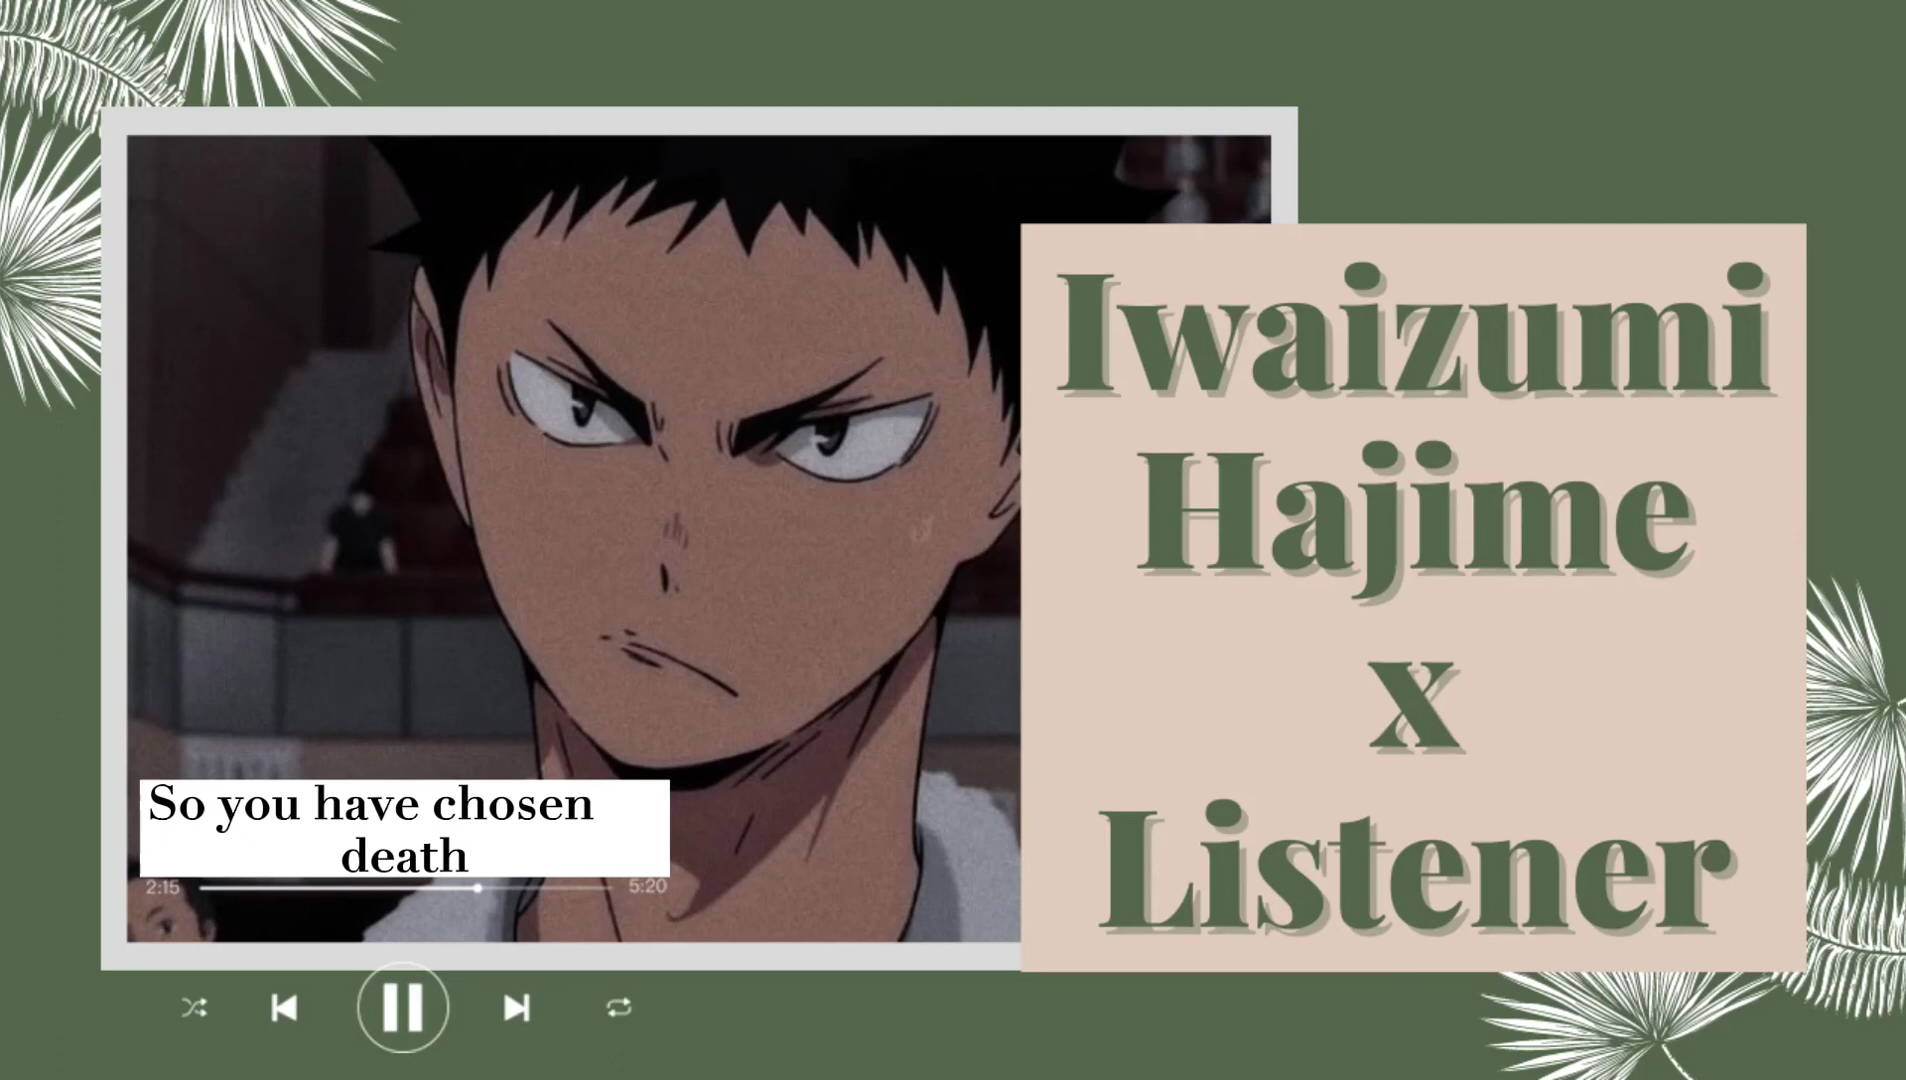 Iwaizumi
Hajime
x
Listener
So you have chosen
death
2:15
5:20